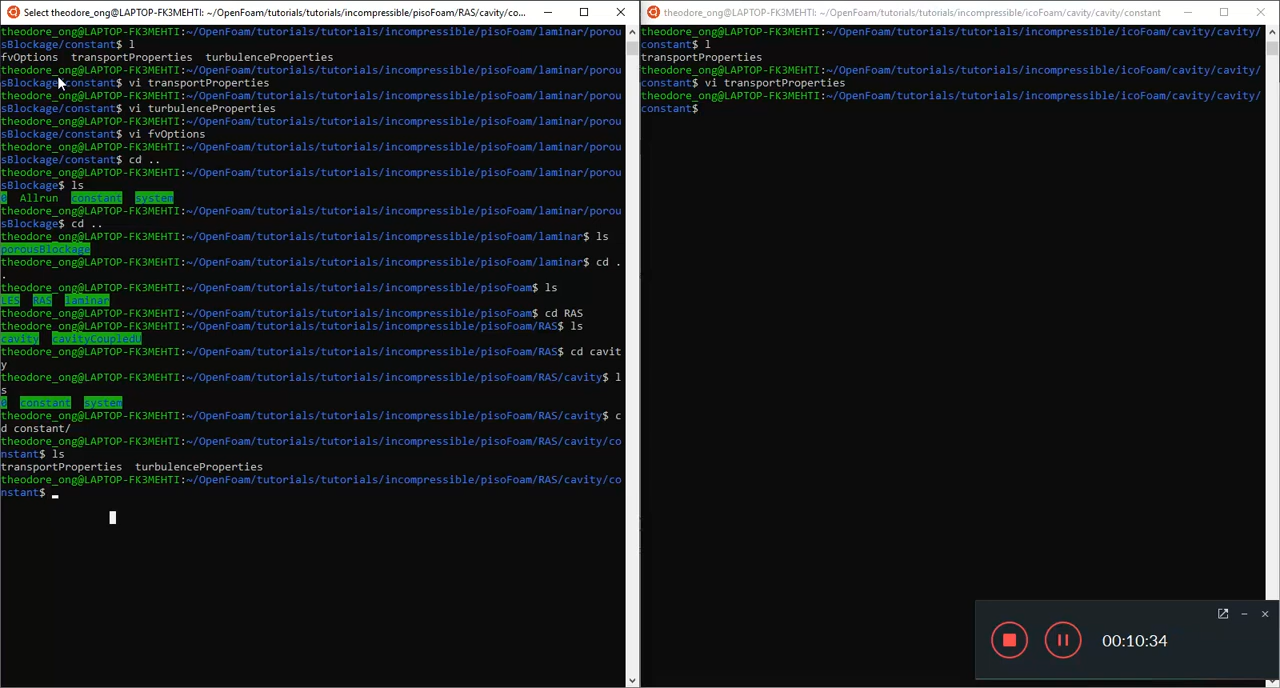 Select theodore_ong@LAPTOP-FK3MEHTI: ~/OpenFoam/tutorials/tutorials/incompressible/pisoFoam/RAS/cavity/co...
theodore_ong@LAPTOP-FK3MEHTI:~/OpenFoam/tutorials/tutorials/incompressible/pisoFoam/laminar/porou
sBlockage/constant$ l
fvOptions  transportProperties  turbulenceProperties
theodore_ong@LAPTOP-FK3MEHTI:~/OpenFoam/tutorials/tutorials/incompressible/pisoFoam/laminar/porou
sBlockage/constant$ vi transportProperties
theodore_ong@LAPTOP-FK3MEHTI:~/OpenFoam/tutorials/tutorials/incompressible/pisoFoam/laminar/porou
sBlockage/constant$ vi turbulenceProperties
theodore_ong@LAPTOP-FK3MEHTI:~/OpenFoam/tutorials/tutorials/incompressible/pisoFoam/laminar/porou
sBlockage/constant$ vi fvOptions
theodore_ong@LAPTOP-FK3MEHTI:~/OpenFoam/tutorials/tutorials/incompressible/pisoFoam/laminar/porou
sBlockage/constant$ cd ..
theodore_ong@LAPTOP-FK3MEHTI:~/OpenFoam/tutorials/tutorials/incompressible/pisoFoam/laminar/porou
sBlockage$ ls
0  Allrun  constant  system
theodore_ong@LAPTOP-FK3MEHTI:~/OpenFoam/tutorials/tutorials/incompressible/pisoFoam/laminar/porou
sBlockage$ cd ..
theodore_ong@LAPTOP-FK3MEHTI:~/OpenFoam/tutorials/tutorials/incompressible/pisoFoam/laminar$ ls
porousBlockage
theodore_ong@LAPTOP-FK3MEHTI:~/OpenFoam/tutorials/tutorials/incompressible/pisoFoam/laminar$ cd .
.
theodore_ong@LAPTOP-FK3MEHTI:~/OpenFoam/tutorials/tutorials/incompressible/pisoFoam$ ls
LES  RAS  laminar
theodore_ong@LAPTOP-FK3MEHTI:~/OpenFoam/tutorials/tutorials/incompressible/pisoFoam$ cd RAS
theodore_ong@LAPTOP-FK3MEHTI:~/OpenFoam/tutorials/tutorials/incompressible/pisoFoam/RAS$ ls
cavity  cavityCoupledU
theodore_ong@LAPTOP-FK3MEHTI:~/OpenFoam/tutorials/tutorials/incompressible/pisoFoam/RAS$ cd cavit
y
theodore_ong@LAPTOP-FK3MEHTI:~/OpenFoam/tutorials/tutorials/incompressible/pisoFoam/RAS/cavity$ l
s
0  constant  system
theodore_ong@LAPTOP-FK3MEHTI:~/OpenFoam/tutorials/tutorials/incompressible/pisoFoam/RAS/cavity$ c
d constant/
theodore_ong@LAPTOP-FK3MEHTI:~/OpenFoam/tutorials/tutorials/incompressible/pisoFoam/RAS/cavity/co
nstant$ ls
transportProperties  turbulenceProperties
theodore_ong@LAPTOP-FK3MEHTI:~/OpenFoam/tutorials/tutorials/incompressible/pisoFoam/RAS/cavity/co
nstant$
theodore_ong@LAPTOP-FK3MEHTI: ~/OpenFoam/tutorials/tutorials/incompressible/icoFoam/cavity/cavity/constant
theodore_ong@LAPTOP-FK3MEHTI:~/OpenFoam/tutorials/tutorials/incompressible/icoFoam/cavity/cavity/
constant$ l
transportProperties
theodore_ong@LAPTOP-FK3MEHTI:~/OpenFoam/tutorials/tutorials/incompressible/icoFoam/cavity/cavity/
constant$ vi transportProperties
theodore_ong@LAPTOP-FK3MEHTI:~/OpenFoam/tutorials/tutorials/incompressible/icoFoam/cavity/cavity/
constant$
00:10:34